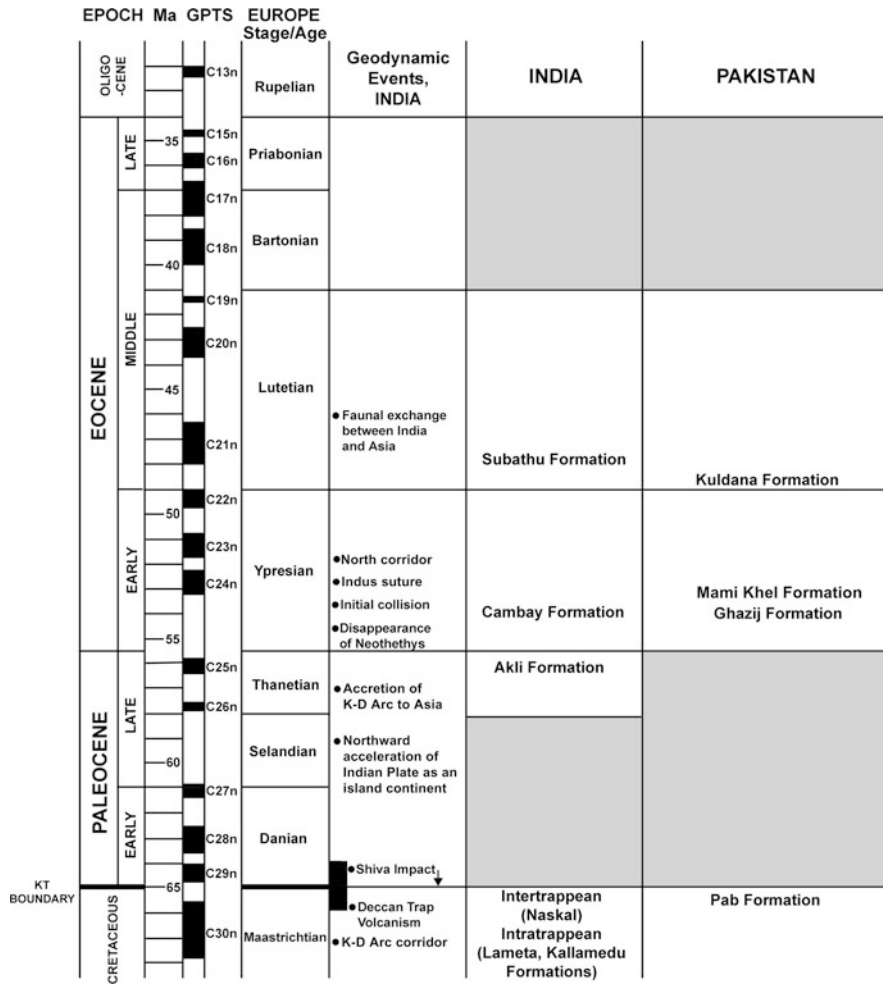 EPOCH Ma GPTS EUROPE
Stage/Age
OLIGO
-CENE
C13n
Rupelian
Geodynamic
Events,
INDIA
INDIA
PAKISTAN
EOCENE
LATE
35
C15n
C16n
Priabonian
MIDDLE
C17n
C18n
40
Bartonian
C19n
C20n
45
C21n
Lutetian
• Faunal exchange
between India
and Asia
Subathu Formation
Kuldana Formation
EARLY
C22n
50
C23n
C24n
55
Ypresian
• North corridor
• Indus suture
• Initial collision
• Disappearance
of Neothethys
Cambay Formation
Mami Khel Formation
Ghazij Formation
PALEOCENE
LATE
C25n
C26n
Thanetian
• Accretion of
K-D Arc to Asia
Akli Formation
60
Selandian
• Northward
acceleration of
Indian Plate as an
island continent
EARLY
C27n
C28n
C29n
Danian
• Shiva Impact
KT
BOUNDARY
65
CRETACEOUS
C30n
Maastrichtian
• Deccan Trap
Volcanism
• K-D Arc corridor
Intertrappean
(Naskal)
Intratrappean
(Lameta, Kallamedu
Formations)
Pab Formation